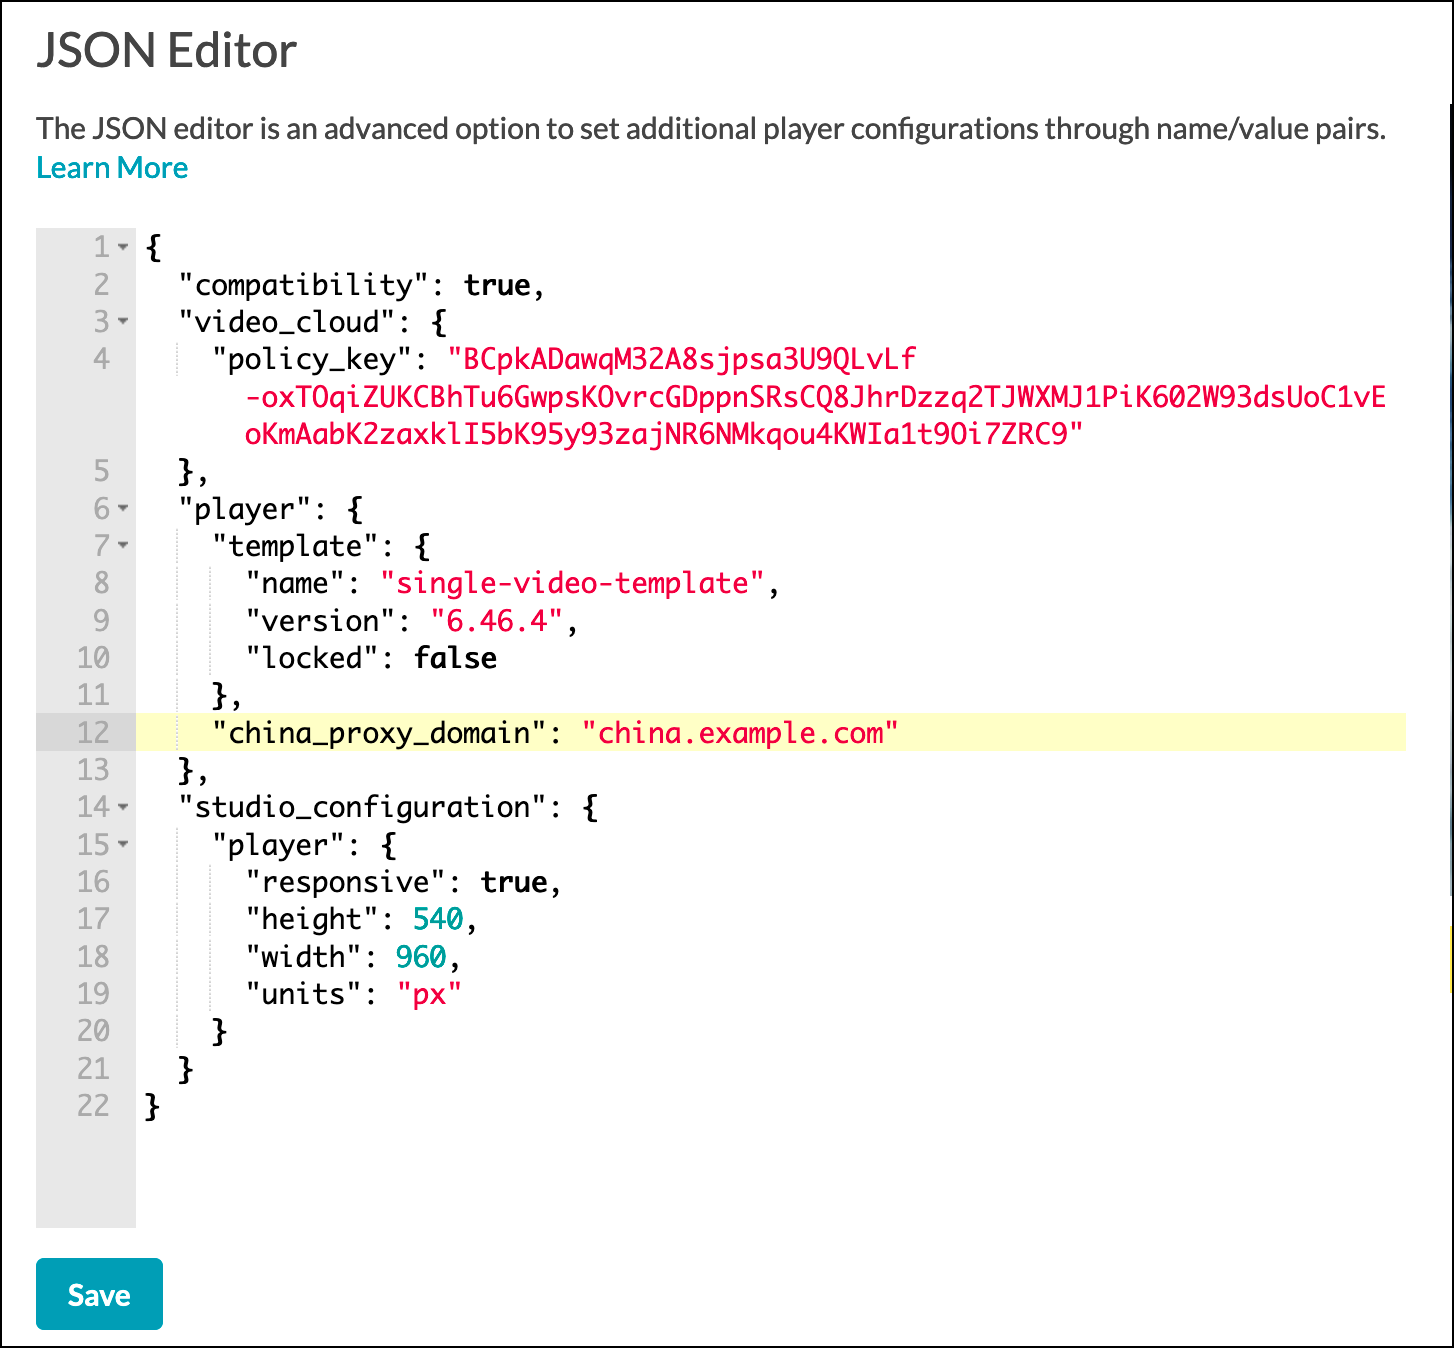 JSON Editor
The JSON editor is an advanced option to set additional player configurations through name/value pairs.
Learn More
1 {
2 "compatibility": true,
3 "video_cloud": {
4 "policy_key": "BCpkADawqM32A8sjpsa3U9QLvLf
-oxTOqiZUKCBhTu6GwpsKOvrcGDppnSRsCQ8JhrDzzq2TJWXMJ1PiK602W93dsUoC1vE
oKmAabK2zaxklI5bK95y93zajNR6NMkqou4KWIa1t9Oi7ZRC9"
5 },
6 "player": {
7 "template": {
8 "name": "single-video-template",
9 "version": "6.46.4",
10 "locked": false
11 },
12 "china_proxy_domain": "china.example.com"
13 },
14 "studio_configuration": {
15 "player": {
16 "responsive": true,
17 "height": 540,
18 "width": 960,
19 "units": "px"
20 }
21 }
22 }
Save